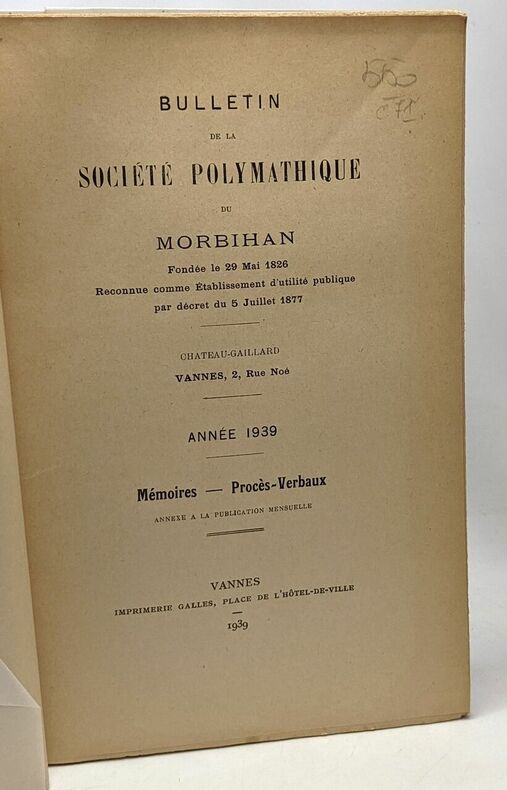 BULLETIN
DE LA
SOCIÉTÉ POLYMATHIQUE
DU
MORBIHAN
Fondée le 29 Mai 1826
Reconnue comme Établissement d'utilité publique
par décret du 5 Juillet 1877
CHATEAU-GAILLARD
VANNES, 2, Rue Noé
ANNÉE 1939
Mémoires — Procès-Verbaux
ANNEXE A LA PUBLICATION MENSUELLE
VANNES
IMPRIMERIE GALLES, PLACE DE L'HÔTEL-DE-VILLE
1939